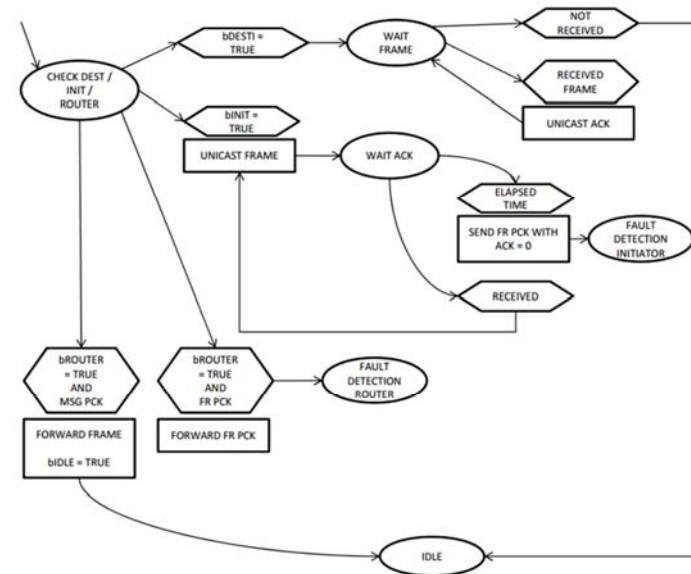 bDESTI =
TRUE
WAIT
FRAME
NOT
RECEIVED
CHECK DEST /
INIT /
ROUTER
RECEIVED
FRAME
bINIT =
TRUE
UNICAST ACK
UNICAST FRAME
WAIT ACK
ELAPSED
TIME
SEND FR PCK WITH
ACK = 0
FAULT
DETECTION
INITIATOR
RECEIVED
bROUTER
= TRUE
AND
MSG PCK
bROUTER
= TRUE
AND
FR PCK
FAULT
DETECTION
ROUTER
FORWARD FRAME
bIDLE = TRUE
FORWARD FR PCK
IDLE